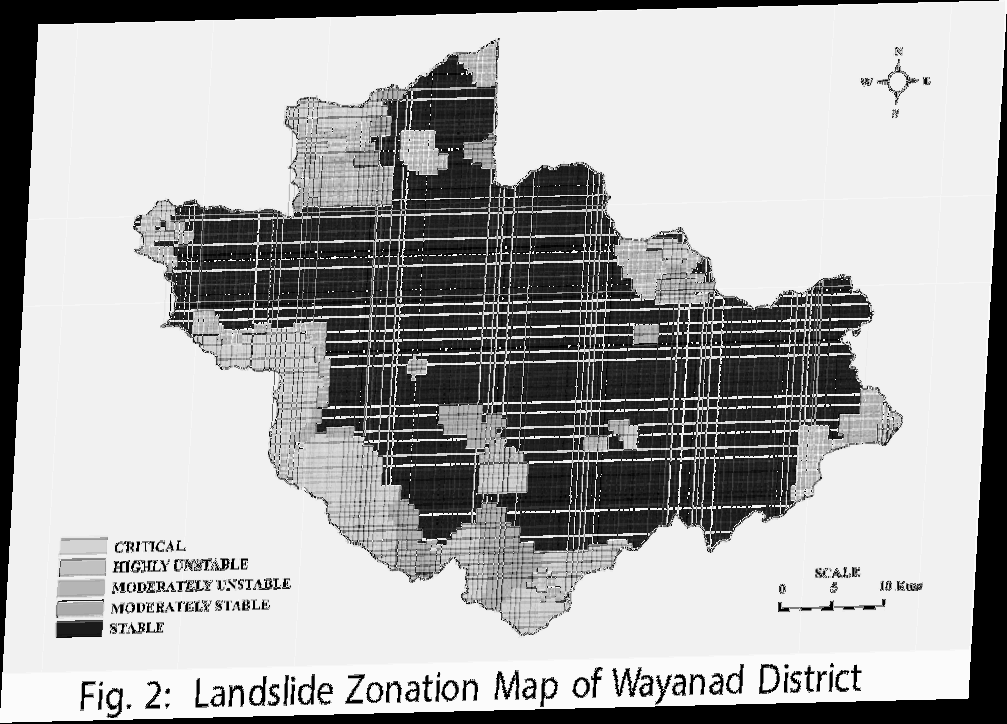 N
W E
S
CRITICAL
HIGHLY UNSTABLE
MODERATELY UNSTABLE
MODERATELY STABLE
STABLE
SCALE
0 5 10 Kms
Fig. 2: Landslide Zonation Map of Wayanad District